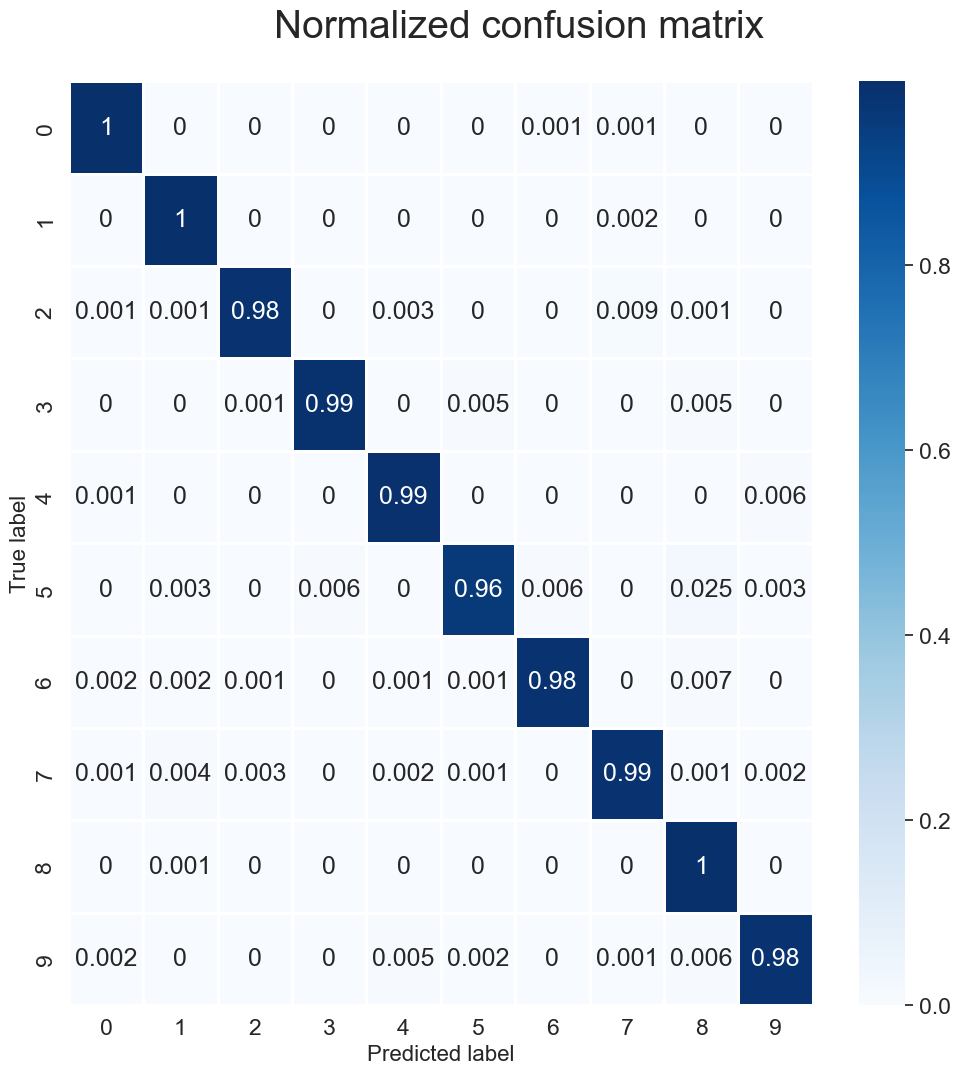 Normalized confusion matrix
0 1 0 0 0 0 0 0.001 0.001 0 0
1 0 1 0 0 0 0 0 0.002 0 0
0.8
2 0.001 0.001 0.98 0 0.003 0 0 0.009 0.001 0
3 0 0 0.001 0.99 0 0.005 0 0 0.005 0
0.6
4 0.001 0 0 0 0.99 0 0 0 0 0.006
True label
5 0 0.003 0 0.006 0 0.96 0.006 0 0.025 0.003
0.4
6 0.002 0.002 0.001 0 0.001 0.001 0.98 0 0.007 0
7 0.001 0.004 0.003 0 0.002 0.001 0 0.99 0.001 0.002
0.2
8 0 0.001 0 0 0 0 0 0 1 0
9 0.002 0 0 0 0.005 0.002 0 0.001 0.006 0.98
0.0
0 1 2 3 4 5 6 7 8 9
Predicted label